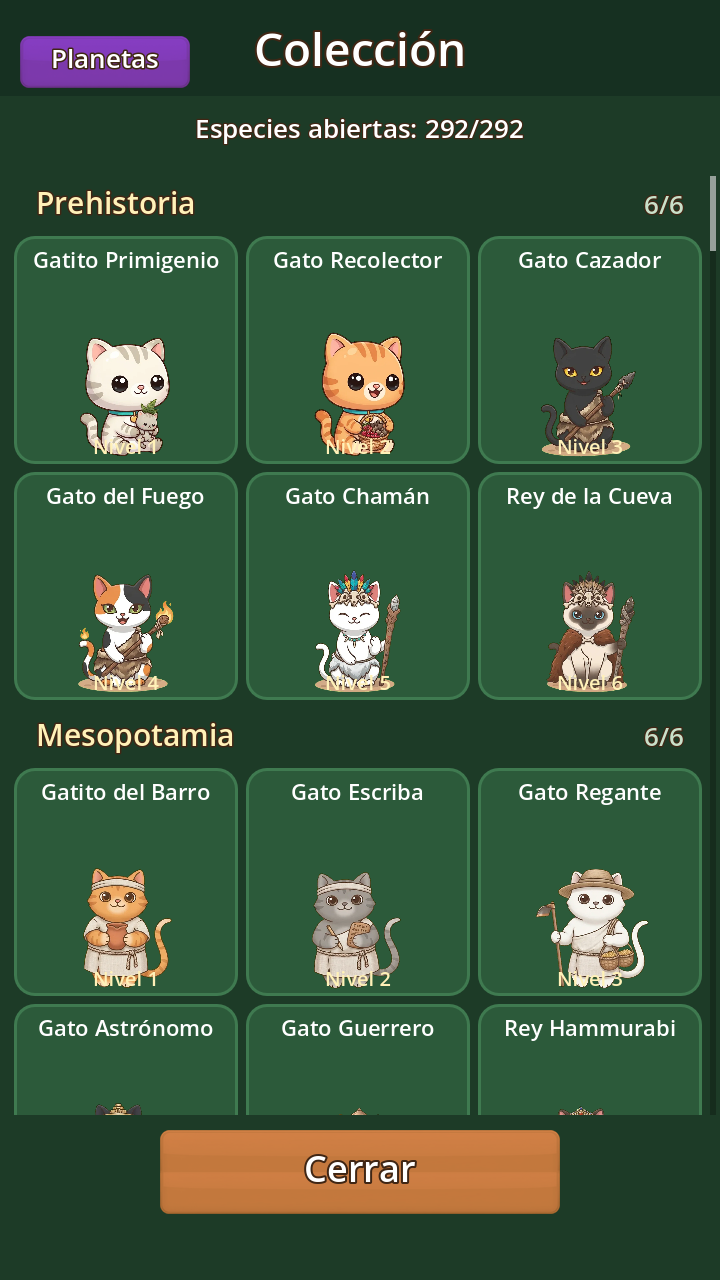 Planetas
Colección
Especies abiertas: 292/292
Prehistoria
6/6
Gatito Primigenio
Gato Recolector
Gato Cazador
Nivel 1
Nivel 2
Nivel 3
Gato del Fuego
Gato Chamán
Rey de la Cueva
Nivel 4
Nivel 5
Nivel 6
Mesopotamia
6/6
Gatito del Barro
Gato Escriba
Gato Regante
Nivel 1
Nivel 2
Nivel 3
Gato Astrónomo
Gato Guerrero
Rey Hammurabi
Cerrar